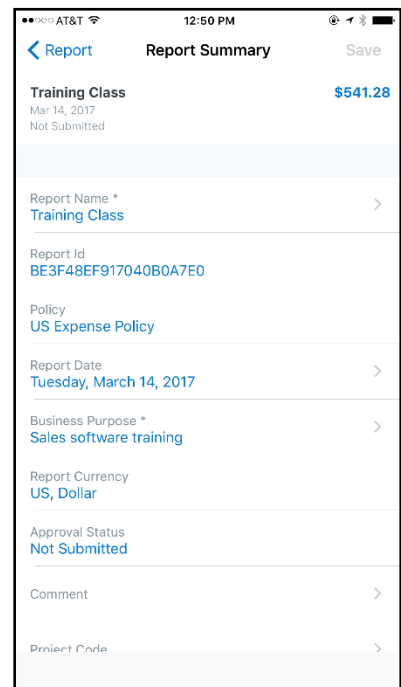 AT&T 12:50 PM
Report Report Summary Save
Training Class $541.28
Mar 14, 2017
Not Submitted
Report Name *
Training Class
Report Id
BE3F48EF917040B0A7E0
Policy
US Expense Policy
Report Date
Tuesday, March 14, 2017
Business Purpose *
Sales software training
Report Currency
US, Dollar
Approval Status
Not Submitted
Comment
Project Code